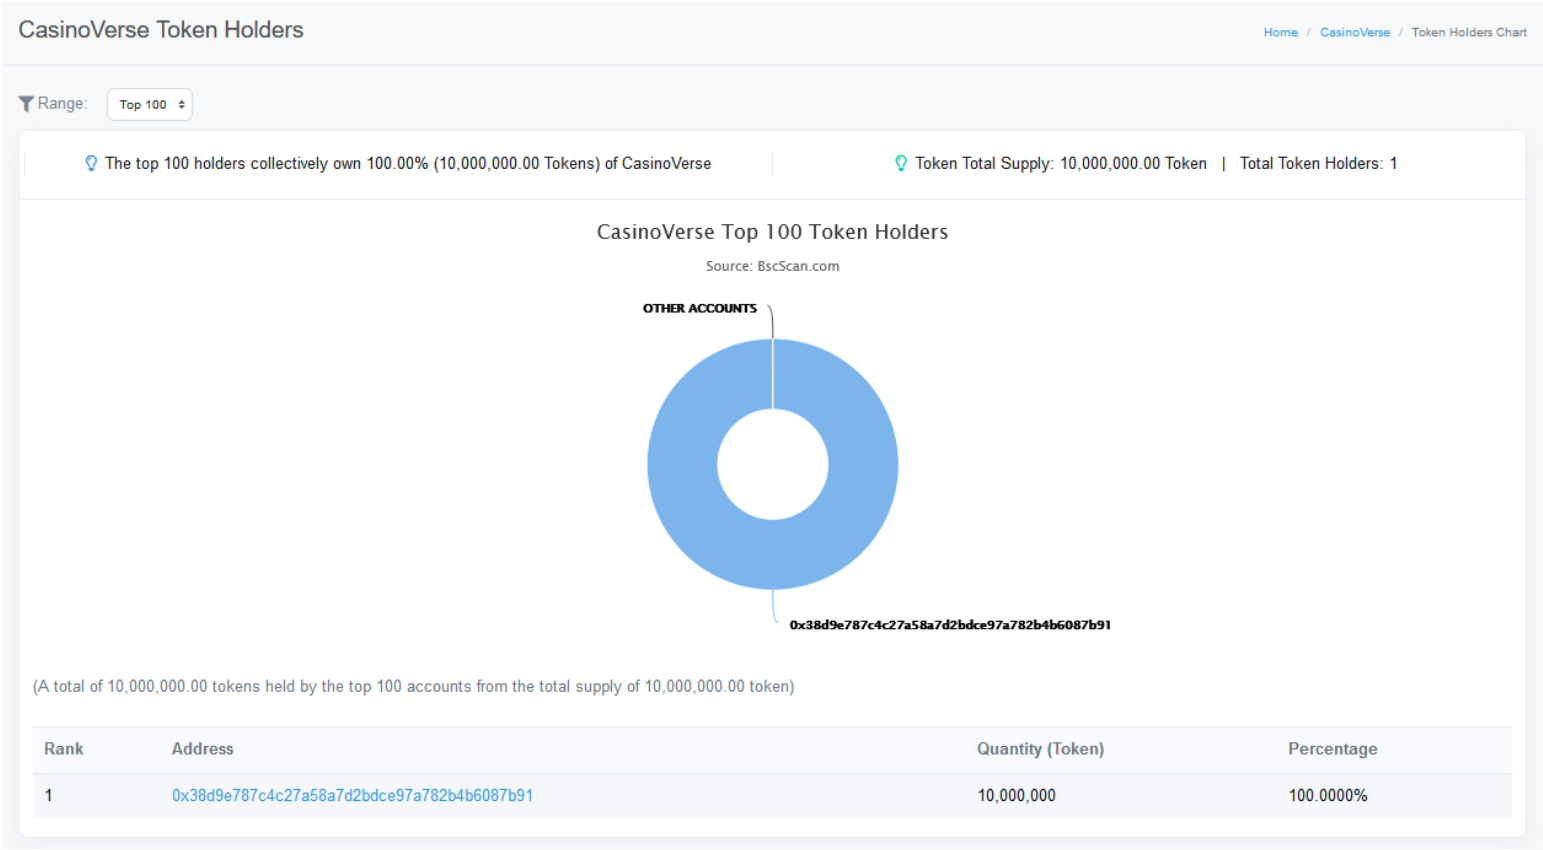 CasinoVerse Token Holders
Home / CasinoVerse / Token Holders Chart
Range: Top 100
The top 100 holders collectively own 100.00% (10,000,000.00 Tokens) of CasinoVerse
Token Total Supply: 10,000,000.00 Token | Total Token Holders: 1
CasinoVerse Top 100 Token Holders
Source: BscScan.com
OTHER ACCOUNTS
0x38d9e787c4c27a58a7d2bdce97a782b4b6087b91
(A total of 10,000,000.00 tokens held by the top 100 accounts from the total supply of 10,000,000.00 token)
Rank Address Quantity (Token) Percentage
1 0x38d9e787c4c27a58a7d2bdce97a782b4b6087b91 10,000,000 100.0000%